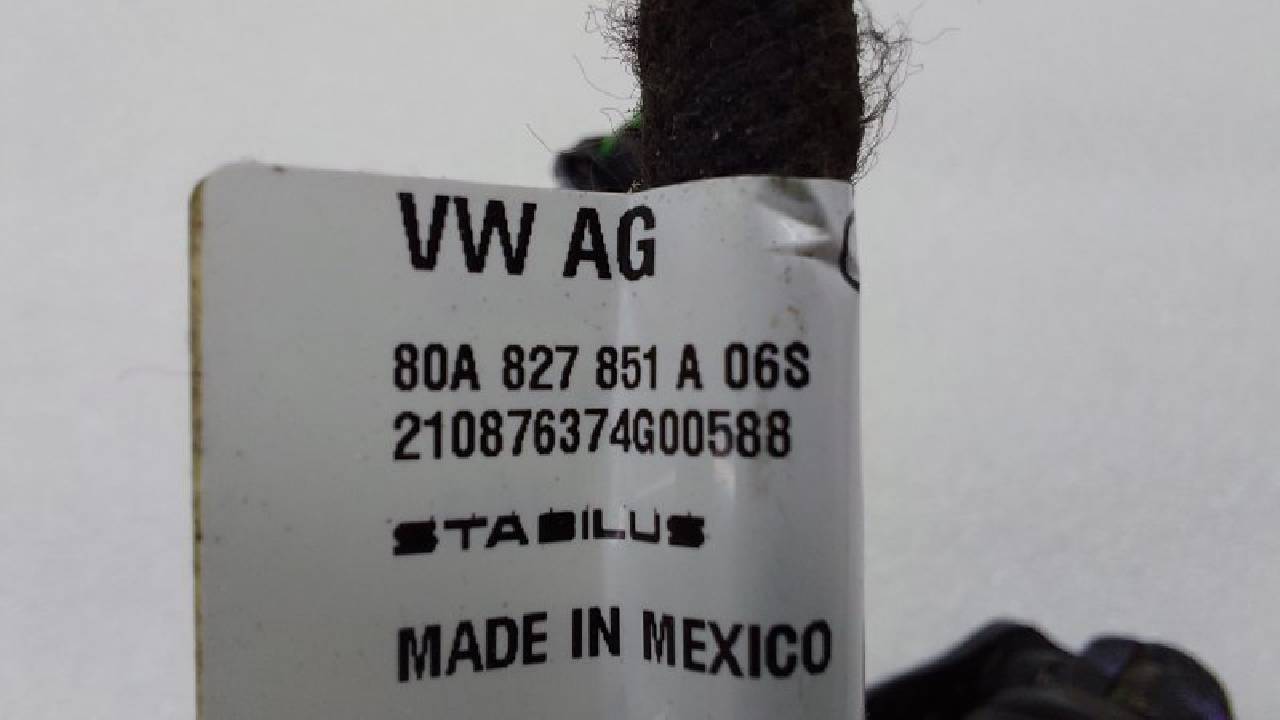 VW AG
80A 827 851 A 06S
210876374G00588
STABILUS
MADE IN MEXICO